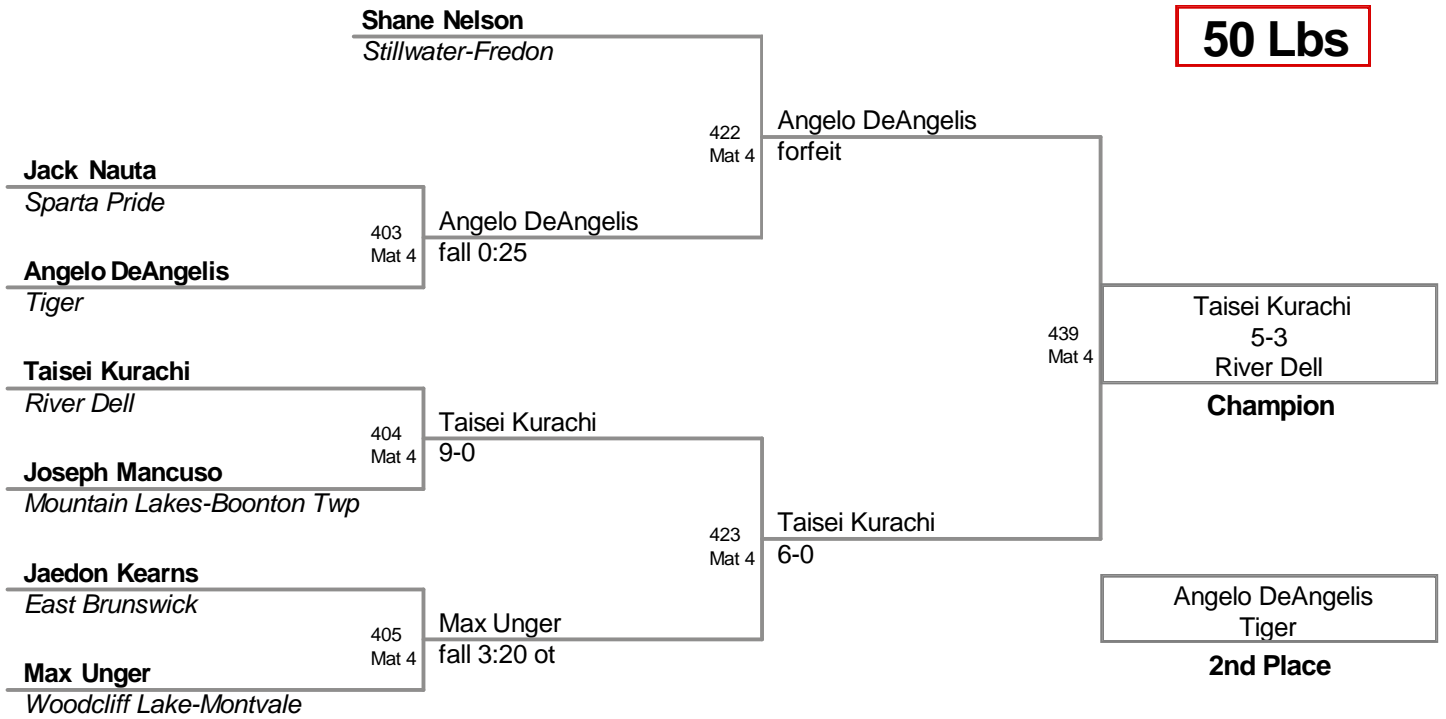 Shane Nelson
Stillwater-Fredon
50 Lbs
422
Mat 4
Angelo DeAngelis
forfeit
Jack Nauta
Sparta Pride
403
Mat 4
Angelo DeAngelis
fall 0:25
Angelo DeAngelis
Tiger
439
Mat 4
Taisei Kurachi
5-3
River Dell
Champion
Taisei Kurachi
River Dell
404
Mat 4
Taisei Kurachi
9-0
Joseph Mancuso
Mountain Lakes-Boonton Twp
423
Mat 4
Taisei Kurachi
6-0
Jaedon Kearns
East Brunswick
405
Mat 4
Max Unger
fall 3:20 ot
Max Unger
Woodcliff Lake-Montvale
Angelo DeAngelis
Tiger
2nd Place